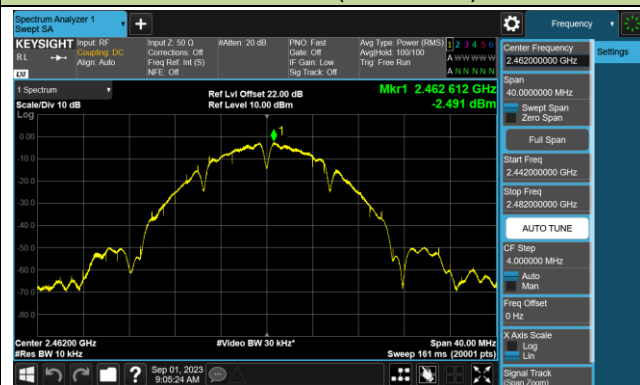 Spectrum Analyzer 1
Swept SA
Frequency
KEYSIGHT
Input: RF
Coupling: DC
Align: Auto
Input Z: 50 Ω
Corrections: Off
Freq Ref: Int (S)
NFE: Off
#Atten: 20 dB
PNO: Fast
Gate: Off
IF Gain: Low
Sig Track: Off
Avg Type: Power (RMS)
Avg|Hold: 100/100
Trig: Free Run
1 2 3 4 5 6
A W W W W W
A N N N N N
RL
LXI
1 Spectrum
Scale/Div 10 dB
Ref Lvl Offset 22.00 dB
Ref Level 10.00 dBm
Mkr1 2.462 612 GHz
-2.491 dBm
Log
1
0.00
-10.0
-20.0
-30.0
-40.0
-50.0
-60.0
-70.0
-80.0
Center 2.46200 GHz
#Res BW 10 kHz
#Video BW 30 kHz*
Span 40.00 MHz
Sweep 161 ms (20001 pts)
Center Frequency
2.462000000 GHz
Settings
Span
40.0000000 MHz
Swept Span
Zero Span
Full Span
Start Freq
2.442000000 GHz
Stop Freq
2.482000000 GHz
AUTO TUNE
CF Step
4.000000 MHz
Auto
Man
Freq Offset
0 Hz
X Axis Scale
Log
Lin
Signal Track
(Span Zoom)
Sep 01, 2023
9:05:24 AM